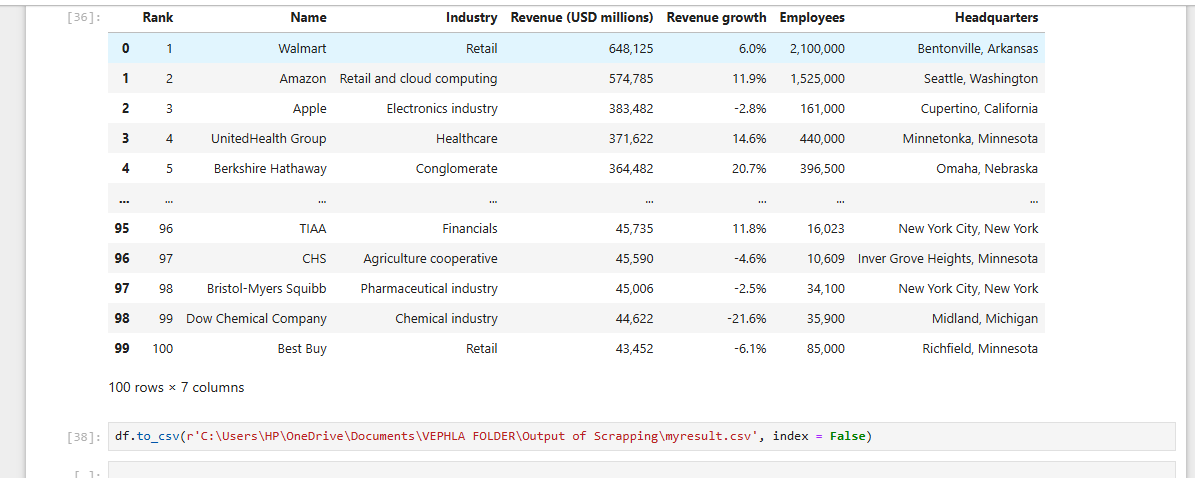 [36]: Rank Name Industry Revenue (USD millions) Revenue growth Employees Headquarters
0 1 Walmart Retail 648,125 6.0% 2,100,000 Bentonville, Arkansas
1 2 Amazon Retail and cloud computing 574,785 11.9% 1,525,000 Seattle, Washington
2 3 Apple Electronics industry 383,482 -2.8% 161,000 Cupertino, California
3 4 UnitedHealth Group Healthcare 371,622 14.6% 440,000 Minnetonka, Minnesota
4 5 Berkshire Hathaway Conglomerate 364,482 20.7% 396,500 Omaha, Nebraska
... ... ... ... ... ... ... ...
95 96 TIAA Financials 45,735 11.8% 16,023 New York City, New York
96 97 CHS Agriculture cooperative 45,590 -4.6% 10,609 Inver Grove Heights, Minnesota
97 98 Bristol-Myers Squibb Pharmaceutical industry 45,006 -2.5% 34,100 New York City, New York
98 99 Dow Chemical Company Chemical industry 44,622 -21.6% 35,900 Midland, Michigan
99 100 Best Buy Retail 43,452 -6.1% 85,000 Richfield, Minnesota
100 rows × 7 columns
[38]: df.to_csv(r'C:\Users\HP\OneDrive\Documents\VEPHLA FOLDER\Output of Scrapping\myresult.csv', index = False)
[ ]: